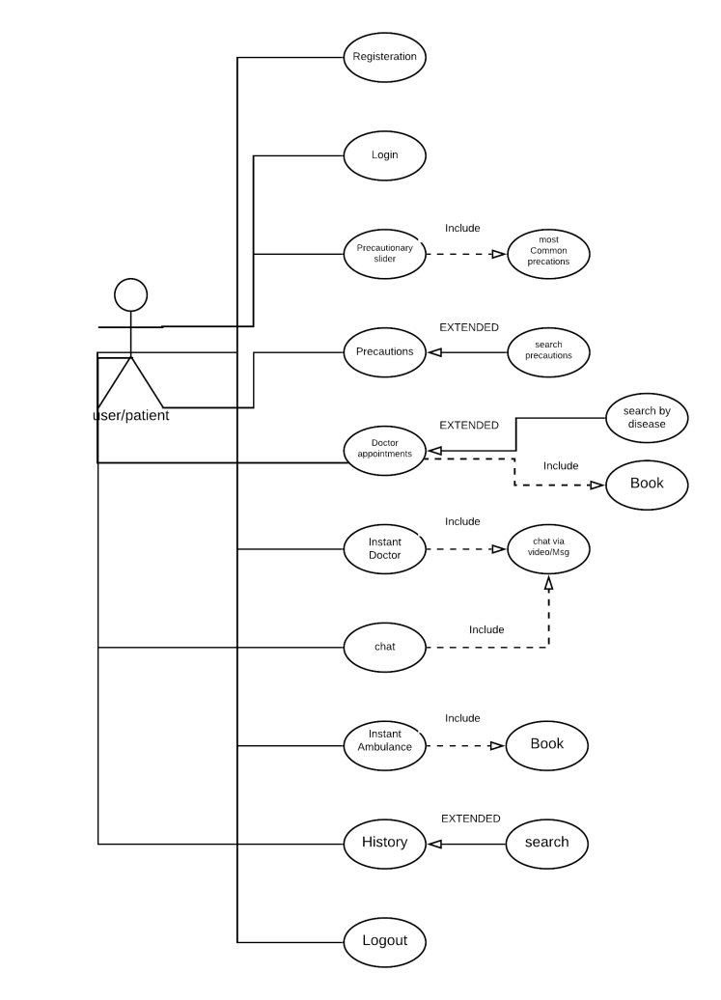 Registeration
Login
Include
Precautionary
slider
most
Common
precations
EXTENDED
Precautions
search
precautions
user/patient
EXTENDED
search by
disease
Doctor
appointments
Include
Book
Include
Instant
Doctor
chat via
video/Msg
Include
chat
Include
Instant
Ambulance
Book
EXTENDED
History
search
Logout